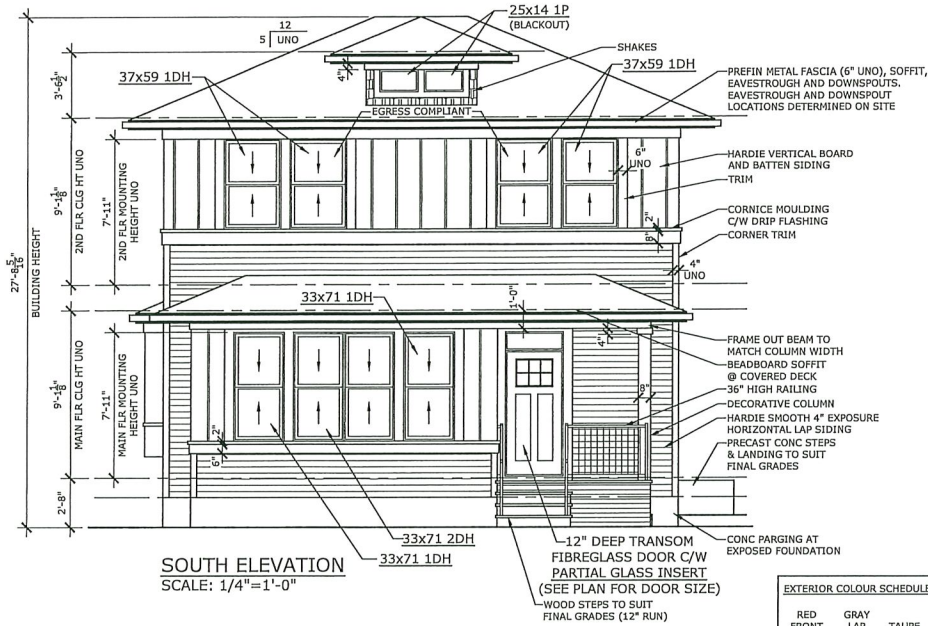 25x14 1P
(BLACKOUT)
12
5 UNO
SHAKES
4"
37x59 1DH
37x59 1DH
PREFIN METAL FASCIA (6" UNO), SOFFIT,
EAVESTROUGH AND DOWNSPOUTS.
EAVESTROUGH AND DOWNSPOUT
LOCATIONS DETERMINED ON SITE
EGRESS COMPLIANT
3'-6½"
6"
UNO
HARDIE VERTICAL BOARD
AND BATTEN SIDING
TRIM
9'-1⅛"
2ND FLR CLG HT UNO
7'-11"
2ND FLR MOUNTING
HEIGHT UNO
CORNICE MOULDING
C/W DRIP FLASHING
2"
8"
CORNER TRIM
4"
UNO
27'-8 5/16"
BUILDING HEIGHT
33x71 1DH
1'-0"
FRAME OUT BEAM TO
MATCH COLUMN WIDTH
4"
BEADBOARD SOFFIT
@ COVERED DECK
36" HIGH RAILING
8"
DECORATIVE COLUMN
HARDIE SMOOTH 4" EXPOSURE
HORIZONTAL LAP SIDING
9'-1⅛"
MAIN FLR CLG HT UNO
7'-11"
MAIN FLR MOUNTING
HEIGHT UNO
2"
6"
PRECAST CONC STEPS
& LANDING TO SUIT
FINAL GRADES
2'-8"
33x71 2DH
33x71 1DH
12" DEEP TRANSOM
FIBREGLASS DOOR C/W
PARTIAL GLASS INSERT
(SEE PLAN FOR DOOR SIZE)
CONC PARGING AT
EXPOSED FOUNDATION
WOOD STEPS TO SUIT
FINAL GRADES (12" RUN)
SOUTH ELEVATION
SCALE: 1/4"=1'-0"
EXTERIOR COLOUR SCHEDULE
RED GRAY
FRONT LAP TAUPE